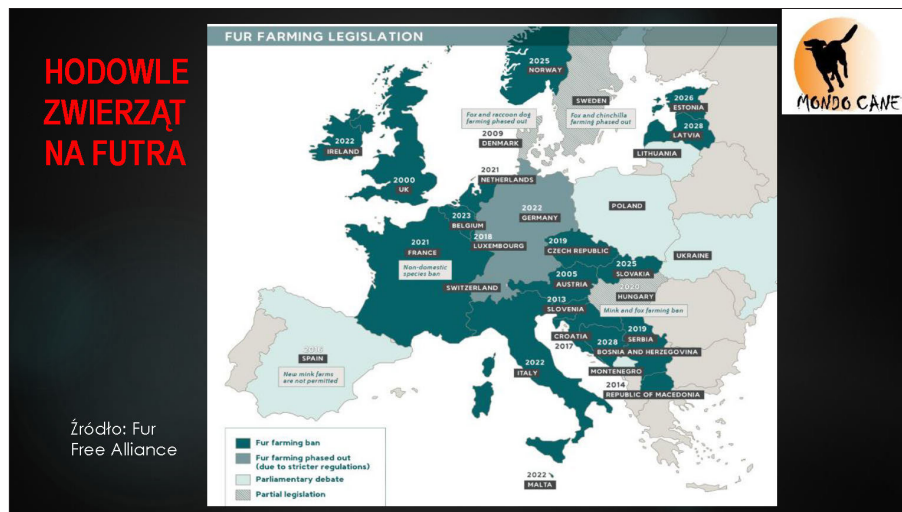 HODOWLE
ZWIERZĄT
NA FUTRA
FUR FARMING LEGISLATION
MONDO CANE
2025
NORWAY
SWEDEN
Fox and raccoon dog
farming phased out
Fox and chinchilla
farming phased out
2026
ESTONIA
2028
LATVIA
LITHUANIA
2009
DENMARK
2022
IRELAND
2000
UK
2021
NETHERLANDS
2022
GERMANY
POLAND
2023
BELGIUM
2018
LUXEMBOURG
2019
CZECH REPUBLIC
UKRAINE
2021
FRANCE
Non-domestic
species ban
2025
SLOVAKIA
2005
AUSTRIA
SWITZERLAND
2020
HUNGARY
Mink and fox farming ban
2013
SLOVENIA
CROATIA
2017
2019
SERBIA
2028
BOSNIA AND HERZEGOVINA
MONTENEGRO
2014
REPUBLIC OF MACEDONIA
2022
ITALY
SPAIN
New mink farms
are not permitted
2022
MALTA
Fur farming ban
Fur farming phased out
(due to stricter regulations)
Parliamentary debate
Partial legislation
Źródło: Fur
Free Alliance